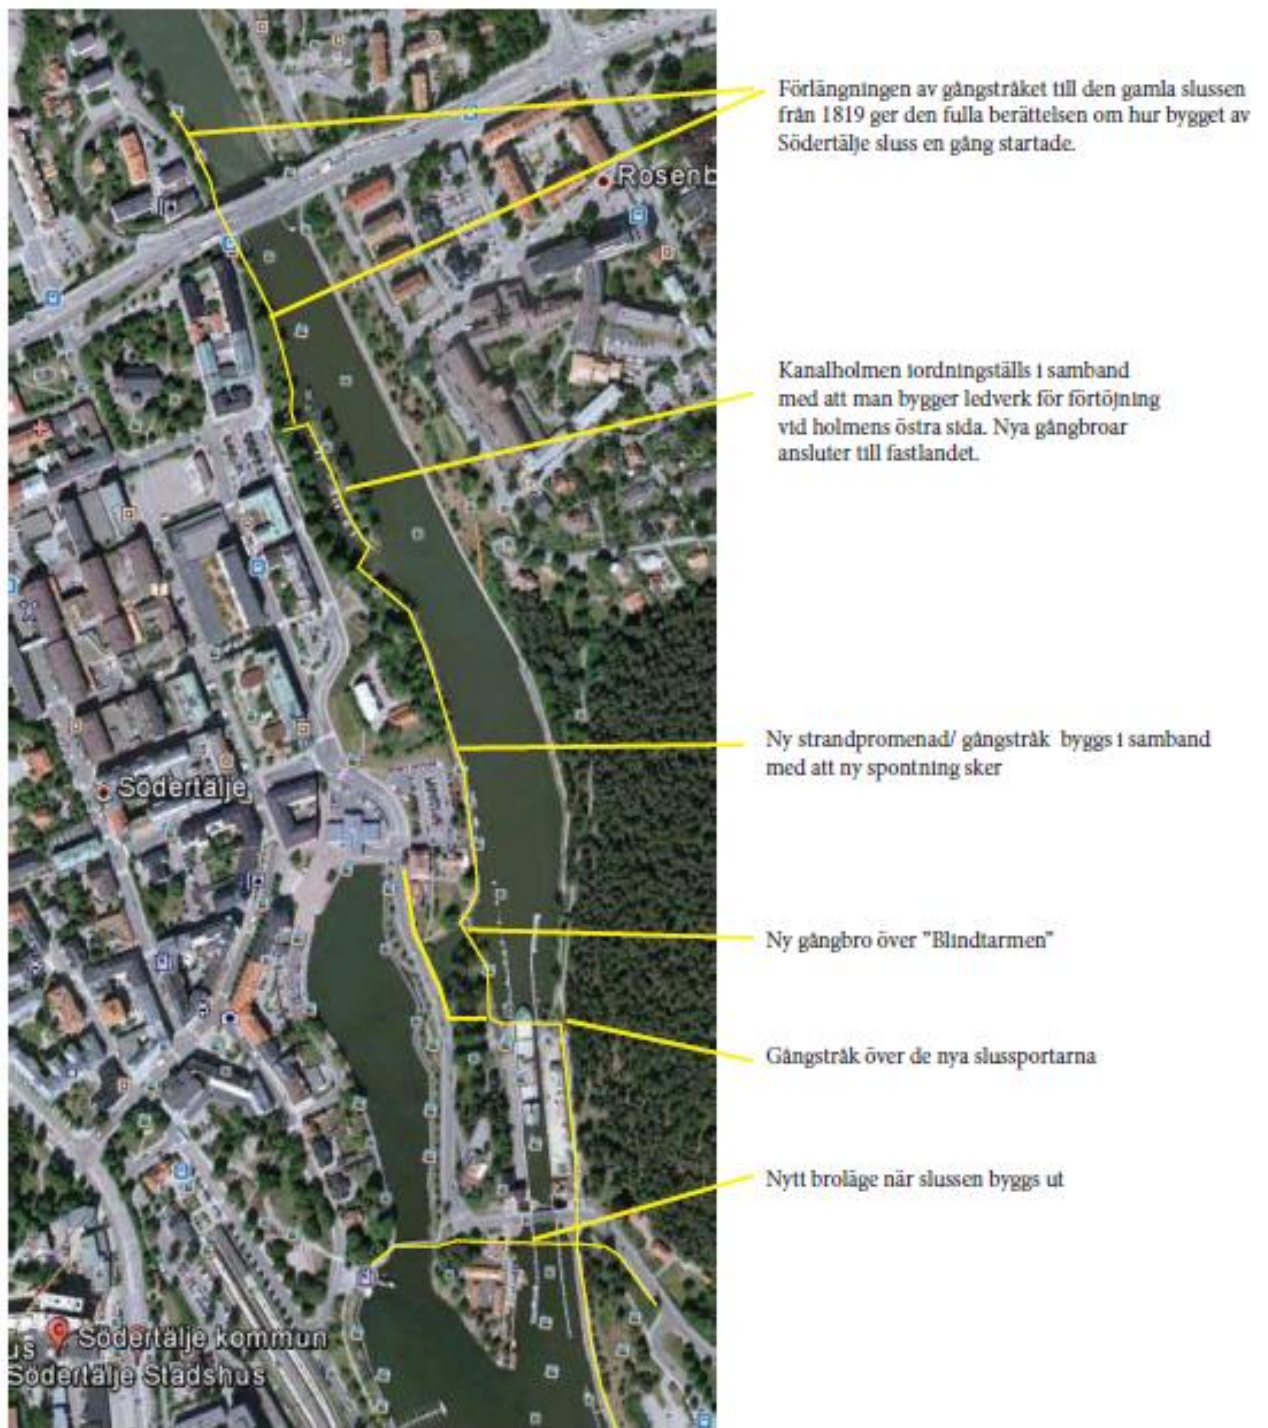 Förlängningen av gångstråket till den gamla slussen
från 1819 ger den fulla berättelsen om hur bygget av
Södertälje sluss en gång startade.
Rosenb
Kanalholmen iordningställs i samband
med att man bygger ledverk för förtöjning
vid holmens östra sida. Nya gångbroar
ansluter till fastlandet.
Ny strandpromenad/ gångstråk byggs i samband
med att ny spontning sker
Södertälje
Ny gångbro över "Blindtarmen"
Gångstråk över de nya slussportarna
Nytt broläge när slussen byggs ut
Södertälje kommun
us
Södertälje Stadshus